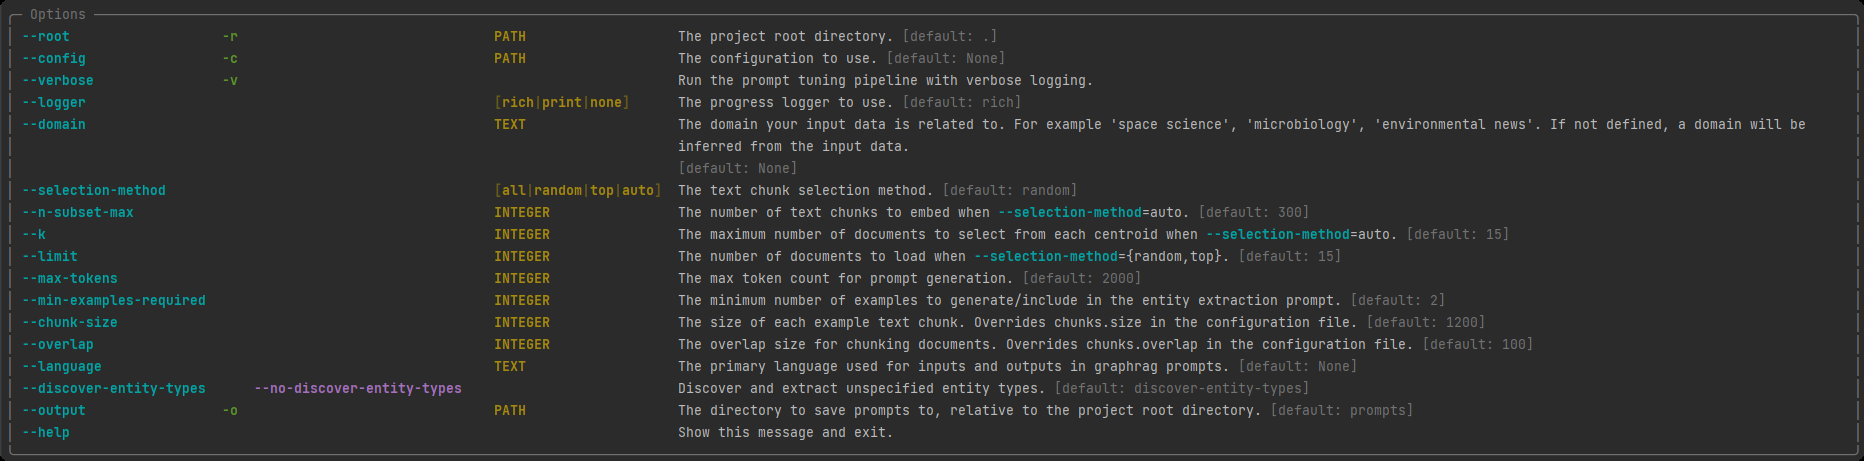 Options
--root -r PATH The project root directory. [default: .]
--config -c PATH The configuration to use. [default: None]
--verbose -v Run the prompt tuning pipeline with verbose logging.
--logger [rich|print|none] The progress logger to use. [default: rich]
--domain TEXT The domain your input data is related to. For example 'space science', 'microbiology', 'environmental news'. If not defined, a domain will be
inferred from the input data.
[default: None]
--selection-method [all|random|top|auto] The text chunk selection method. [default: random]
--n-subset-max INTEGER The number of text chunks to embed when --selection-method=auto. [default: 300]
--k INTEGER The maximum number of documents to select from each centroid when --selection-method=auto. [default: 15]
--limit INTEGER The number of documents to load when --selection-method={random,top}. [default: 15]
--max-tokens INTEGER The max token count for prompt generation. [default: 2000]
--min-examples-required INTEGER The minimum number of examples to generate/include in the entity extraction prompt. [default: 2]
--chunk-size INTEGER The size of each example text chunk. Overrides chunks.size in the configuration file. [default: 1200]
--overlap INTEGER The overlap size for chunking documents. Overrides chunks.overlap in the configuration file. [default: 100]
--language TEXT The primary language used for inputs and outputs in graphrag prompts. [default: None]
--discover-entity-types --no-discover-entity-types Discover and extract unspecified entity types. [default: discover-entity-types]
--output -o PATH The directory to save prompts to, relative to the project root directory. [default: prompts]
--help Show this message and exit.